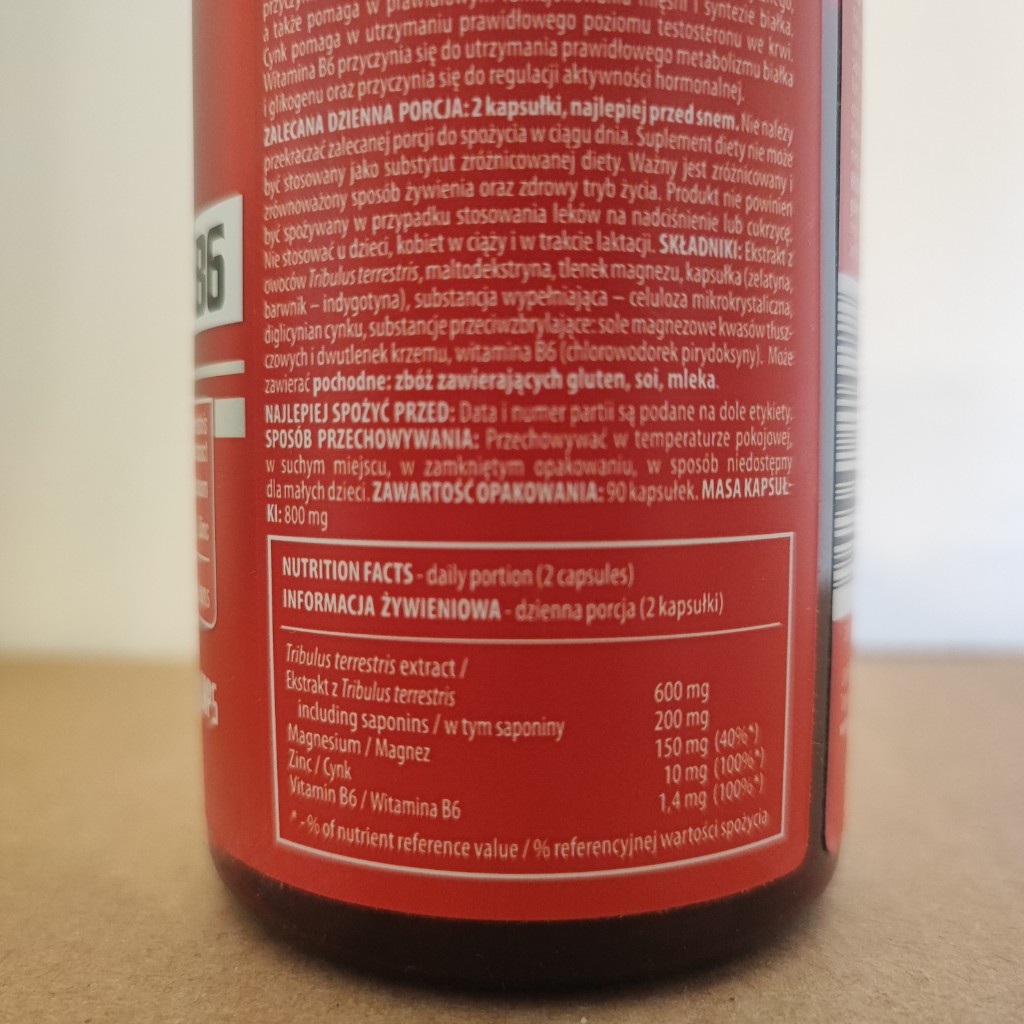 a także pomaga w prawidłowym funkcjonowaniu mięśni i syntezie białka.
Cynk pomaga w utrzymaniu prawidłowego poziomu testosteronu we krwi.
Witamina B6 przyczynia się do utrzymania prawidłowego metabolizmu białka
i glikogenu oraz przyczynia się do regulacji aktywności hormonalnej.
ZALECANA DZIENNA PORCJA: 2 kapsułki, najlepiej przed snem. Nie należy
przekraczać zalecanej porcji do spożycia w ciągu dnia. Suplement diety nie może
być stosowany jako substytut zróżnicowanej diety. Ważny jest zróżnicowany i
zrównoważony sposób żywienia oraz zdrowy tryb życia. Produkt nie powinien
być spożywany w przypadku stosowania leków na nadciśnienie lub cukrzycę.
Nie stosować u dzieci, kobiet w ciąży i w trakcie laktacji. SKŁADNIKI: Ekstrakt z
owoców Tribulus terrestris, maltodekstryna, tlenek magnezu, kapsułka (żelatyna,
barwnik – indygotyna), substancja wypełniająca – celuloza mikrokrystaliczna,
diglicynian cynku, substancje przeciwzbrylające: sole magnezowe kwasów tłusz-
czowych i dwutlenek krzemu, witamina B6 (chlorowodorek pirydoksyny). Może
zawierać pochodne: zbóż zawierających gluten, soi, mleka.
NAJLEPIEJ SPOŻYĆ PRZED: Data i numer partii są podane na dole etykiety.
SPOSÓB PRZECHOWYWANIA: Przechowywać w temperaturze pokojowej,
w suchym miejscu, w zamkniętym opakowaniu, w sposób niedostępny
dla małych dzieci. ZAWARTOŚĆ OPAKOWANIA: 90 kapsułek. MASA KAPSUŁ-
KI: 800 mg
B6
NUTRITION FACTS - daily portion (2 capsules)
INFORMACJA ŻYWIENIOWA - dzienna porcja (2 kapsułki)
Tribulus terrestris extract /
Ekstrakt z Tribulus terrestris 600 mg
including saponins / w tym saponiny 200 mg
Magnesium / Magnez 150 mg (40%*)
Zinc / Cynk 10 mg (100%*)
Vitamin B6 / Witamina B6 1,4 mg (100%*)
* - % of nutrient reference value / % referencyjnej wartości spożycia